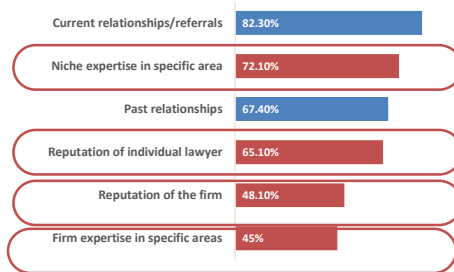 Current relationships/referrals 82.30%
Niche expertise in specific area 72.10%
Past relationships 67.40%
Reputation of individual lawyer 65.10%
Reputation of the firm 48.10%
Firm expertise in specific areas 45%